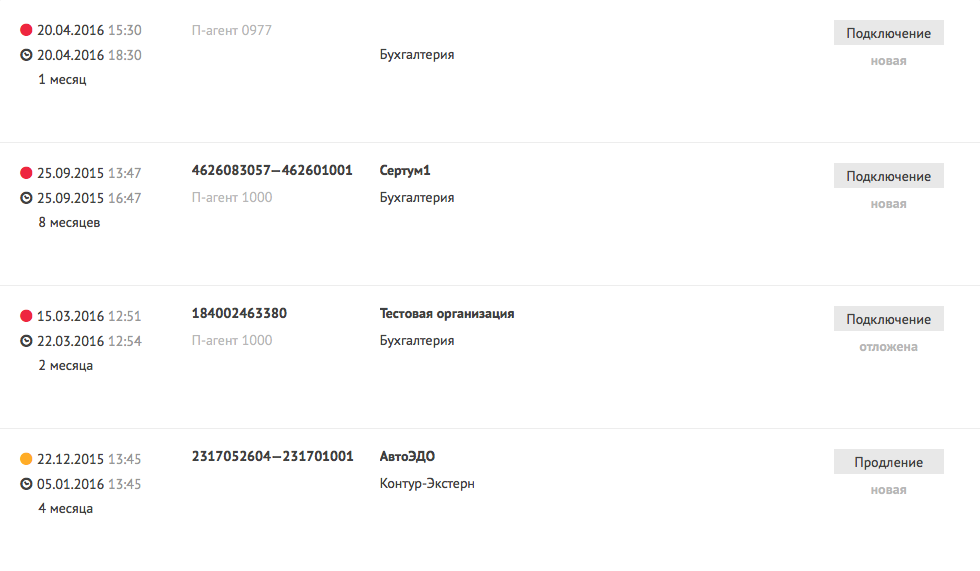 20.04.2016 15:30 П-агент 0977 Подключение
20.04.2016 18:30 Бухгалтерия новая
1 месяц
25.09.2015 13:47 4626083057—462601001 Сертум1 Подключение
25.09.2015 16:47 П-агент 1000 Бухгалтерия новая
8 месяцев
15.03.2016 12:51 184002463380 Тестовая организация Подключение
22.03.2016 12:54 П-агент 1000 Бухгалтерия отложена
2 месяца
22.12.2015 13:45 2317052604—231701001 АвтоЭДО Продление
05.01.2016 13:45 Контур-Экстерн новая
4 месяца